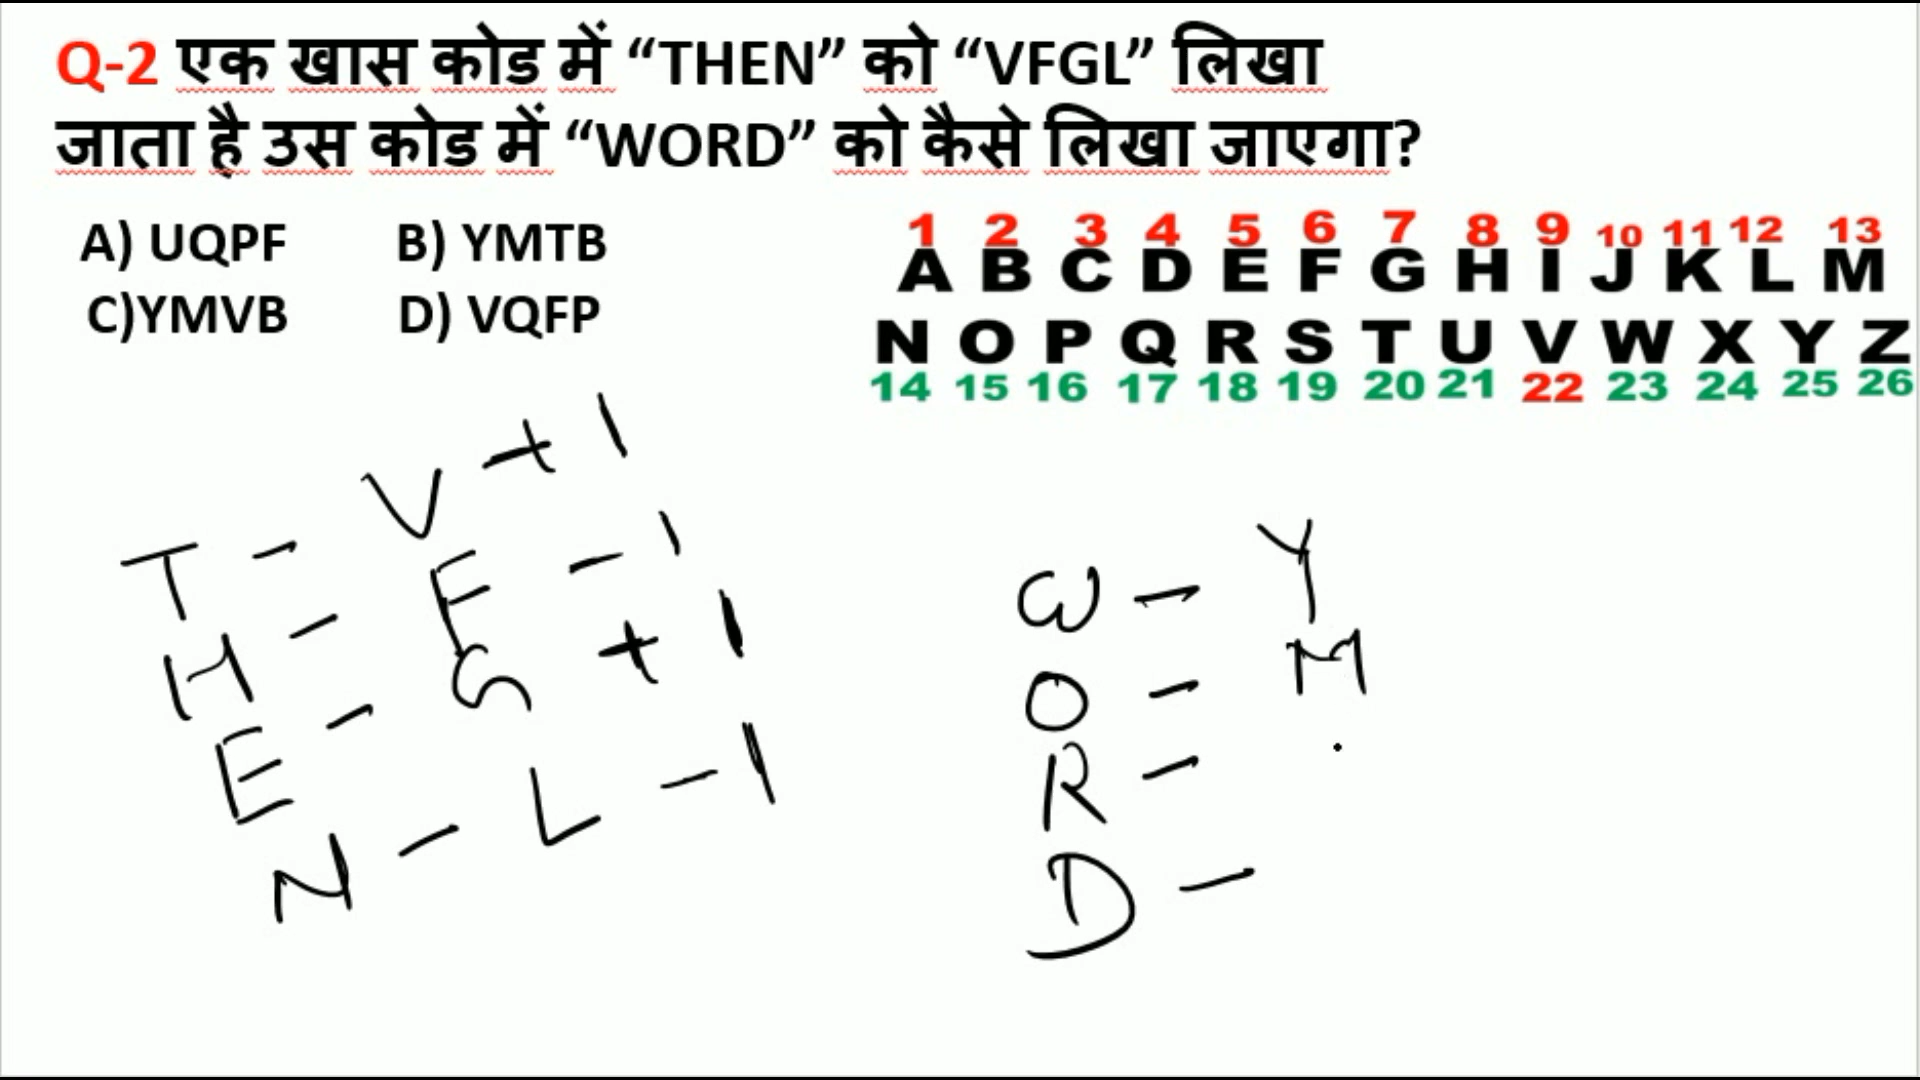 Q-2 एक खास कोड में “THEN” को “VFGL” लिखा
जाता है उस कोड में “WORD” को कैसे लिखा जाएगा?
A) UQPF B) YMTB
C)YMVB D) VQFP
1 2 3 4 5 6 7 8 9 10 11 12 13
A B C D E F G H I J K L M
N O P Q R S T U V W X Y Z
14 15 16 17 18 19 20 21 22 23 24 25 26
T - V + 1
H - F - 1
E - G + 1
N - L - 1
W - Y
O - M
R -
D -